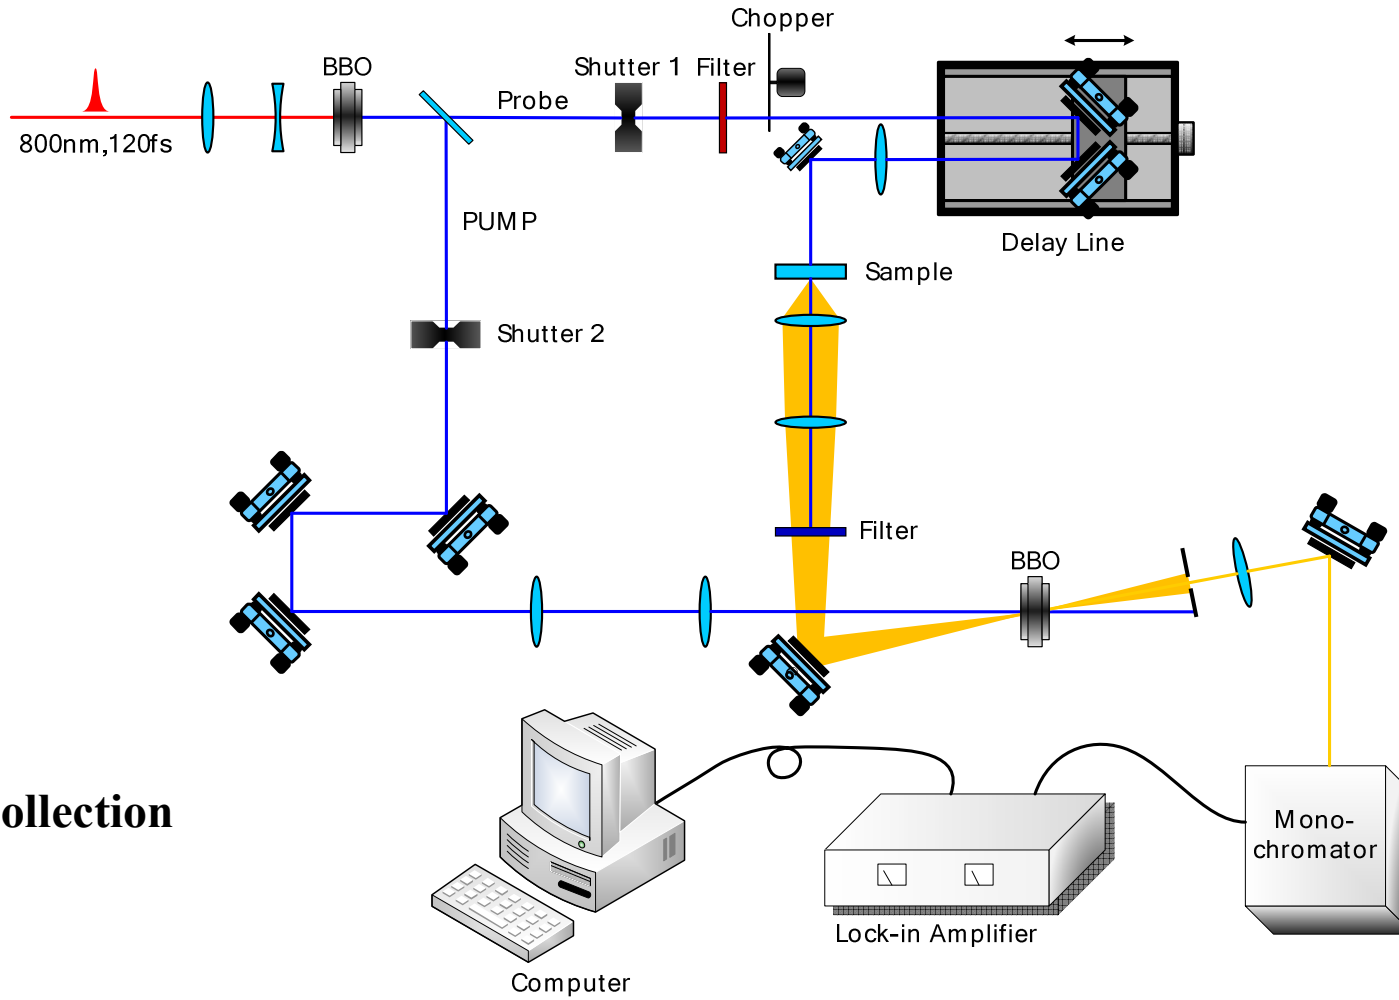 Chopper
BBO
Shutter 1
Filter
Probe
800nm,120fs
PUMP
Delay Line
Sample
Shutter 2
Filter
BBO
ollection
Mono-
chromator
Lock-in Amplifier
Computer